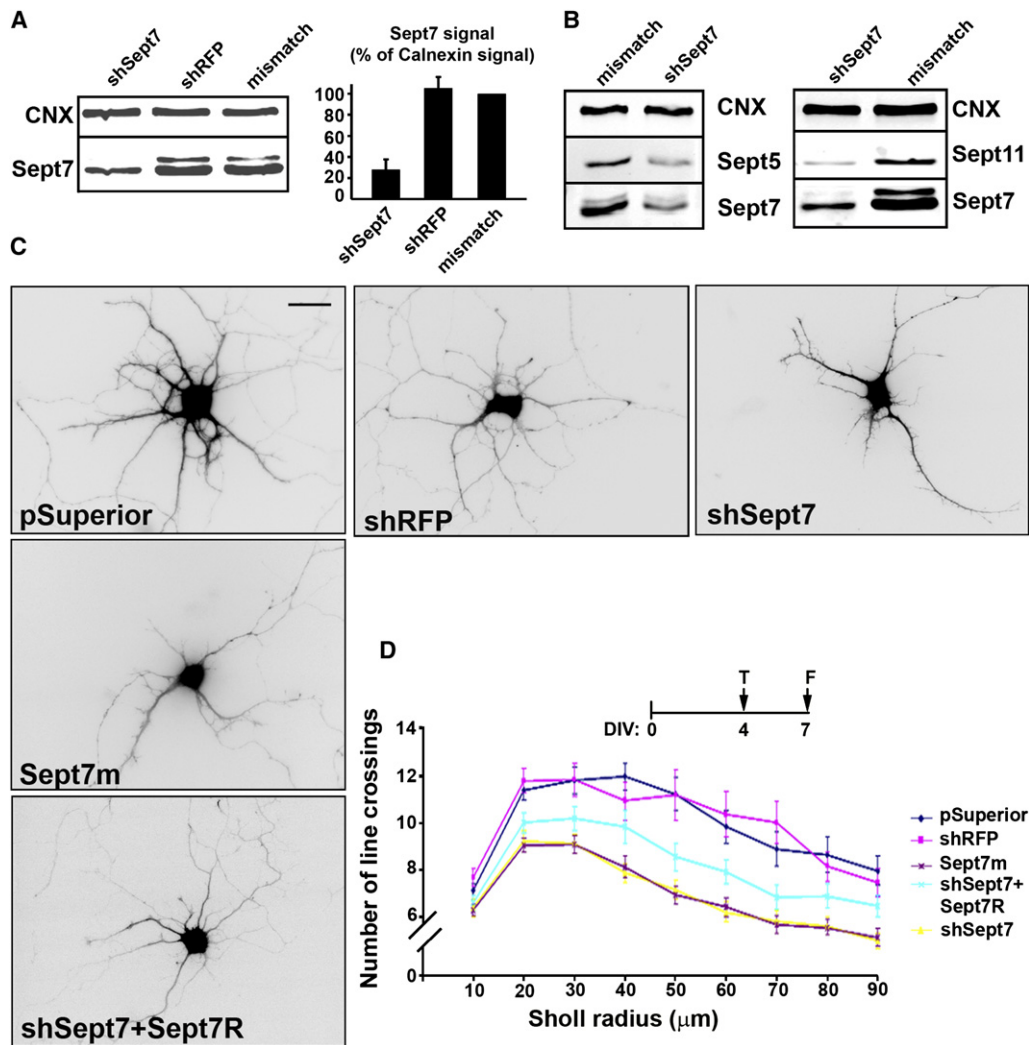 A
shSept7
shRFP
mismatch
CNX
Sept7
Sept7 signal
(% of Calnexin signal)
100
80
60
40
20
shSept7
shRFP
mismatch
B
mismatch
shSept7
CNX
Sept5
Sept7
shSept7
mismatch
CNX
Sept11
Sept7
C
pSuperior
shRFP
shSept7
Sept7m
shSept7+Sept7R
D
T
F
DIV: 0 4 7
Number of line crossings
14
12
10
8
6
0
10 20 30 40 50 60 70 80 90
Sholl radius (μm)
pSuperior
shRFP
Sept7m
shSept7+
Sept7R
shSept7